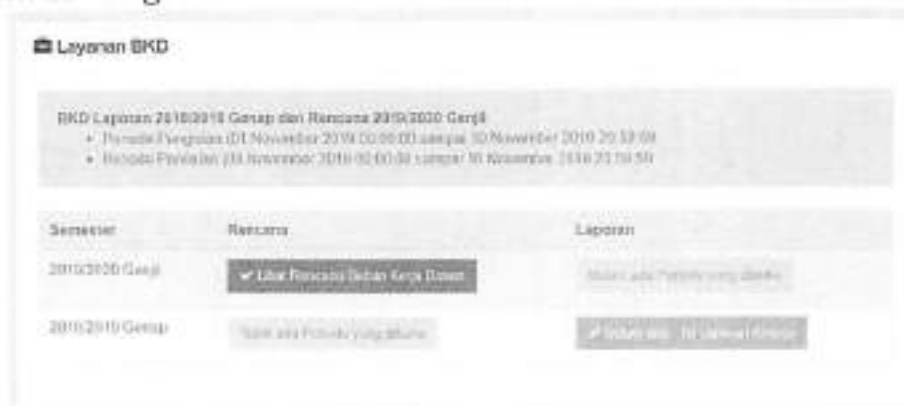 Layanan BKD
BKD Laporan 2018/2019 Genap dan Rencana 2019/2020 Ganjil
Periode Pengisian (01 November 2019 00:00:00 sampai 10 November 2019 23:59:59
Periode Penilaian (01 November 2019 00:00:00 sampai 10 November 2019 23:59:59
Semester Rencana Laporan
2019/2020 Ganjil Lihat Rencana Beban Kerja Dosen Tidak ada Periode yang dibuka
2018/2019 Genap Tidak ada Periode yang dibuka